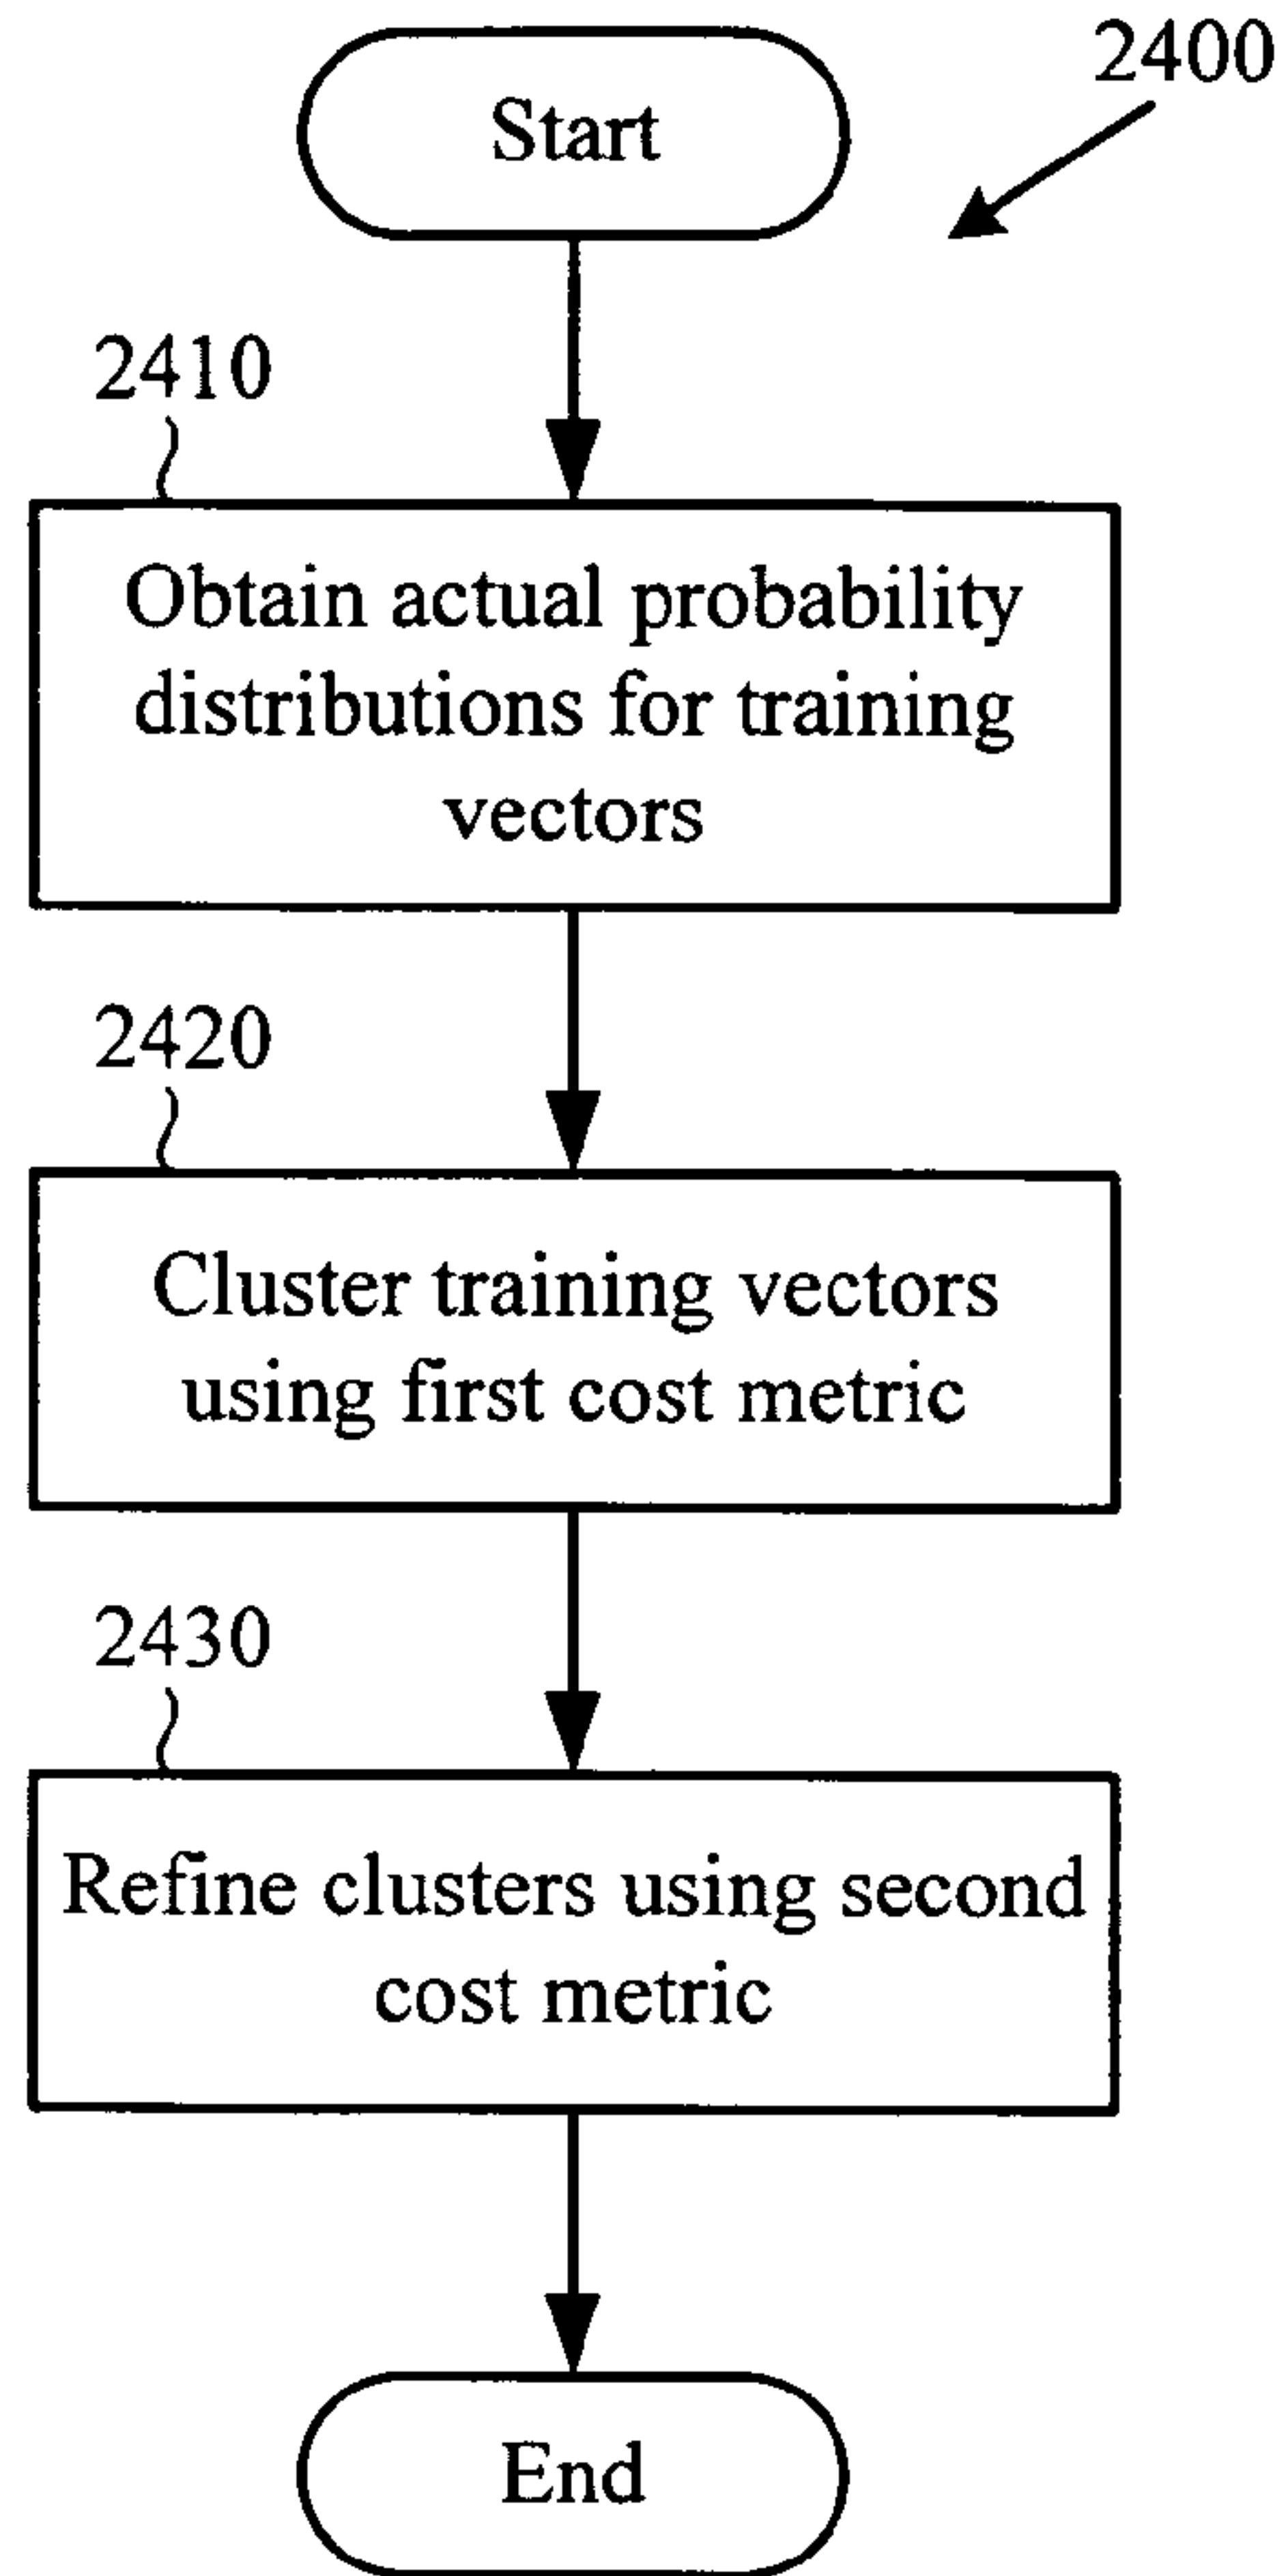 Start
2400
2410
Obtain actual probability
distributions for training
vectors
2420
Cluster training vectors
using first cost metric
2430
Refine clusters using second
cost metric
End